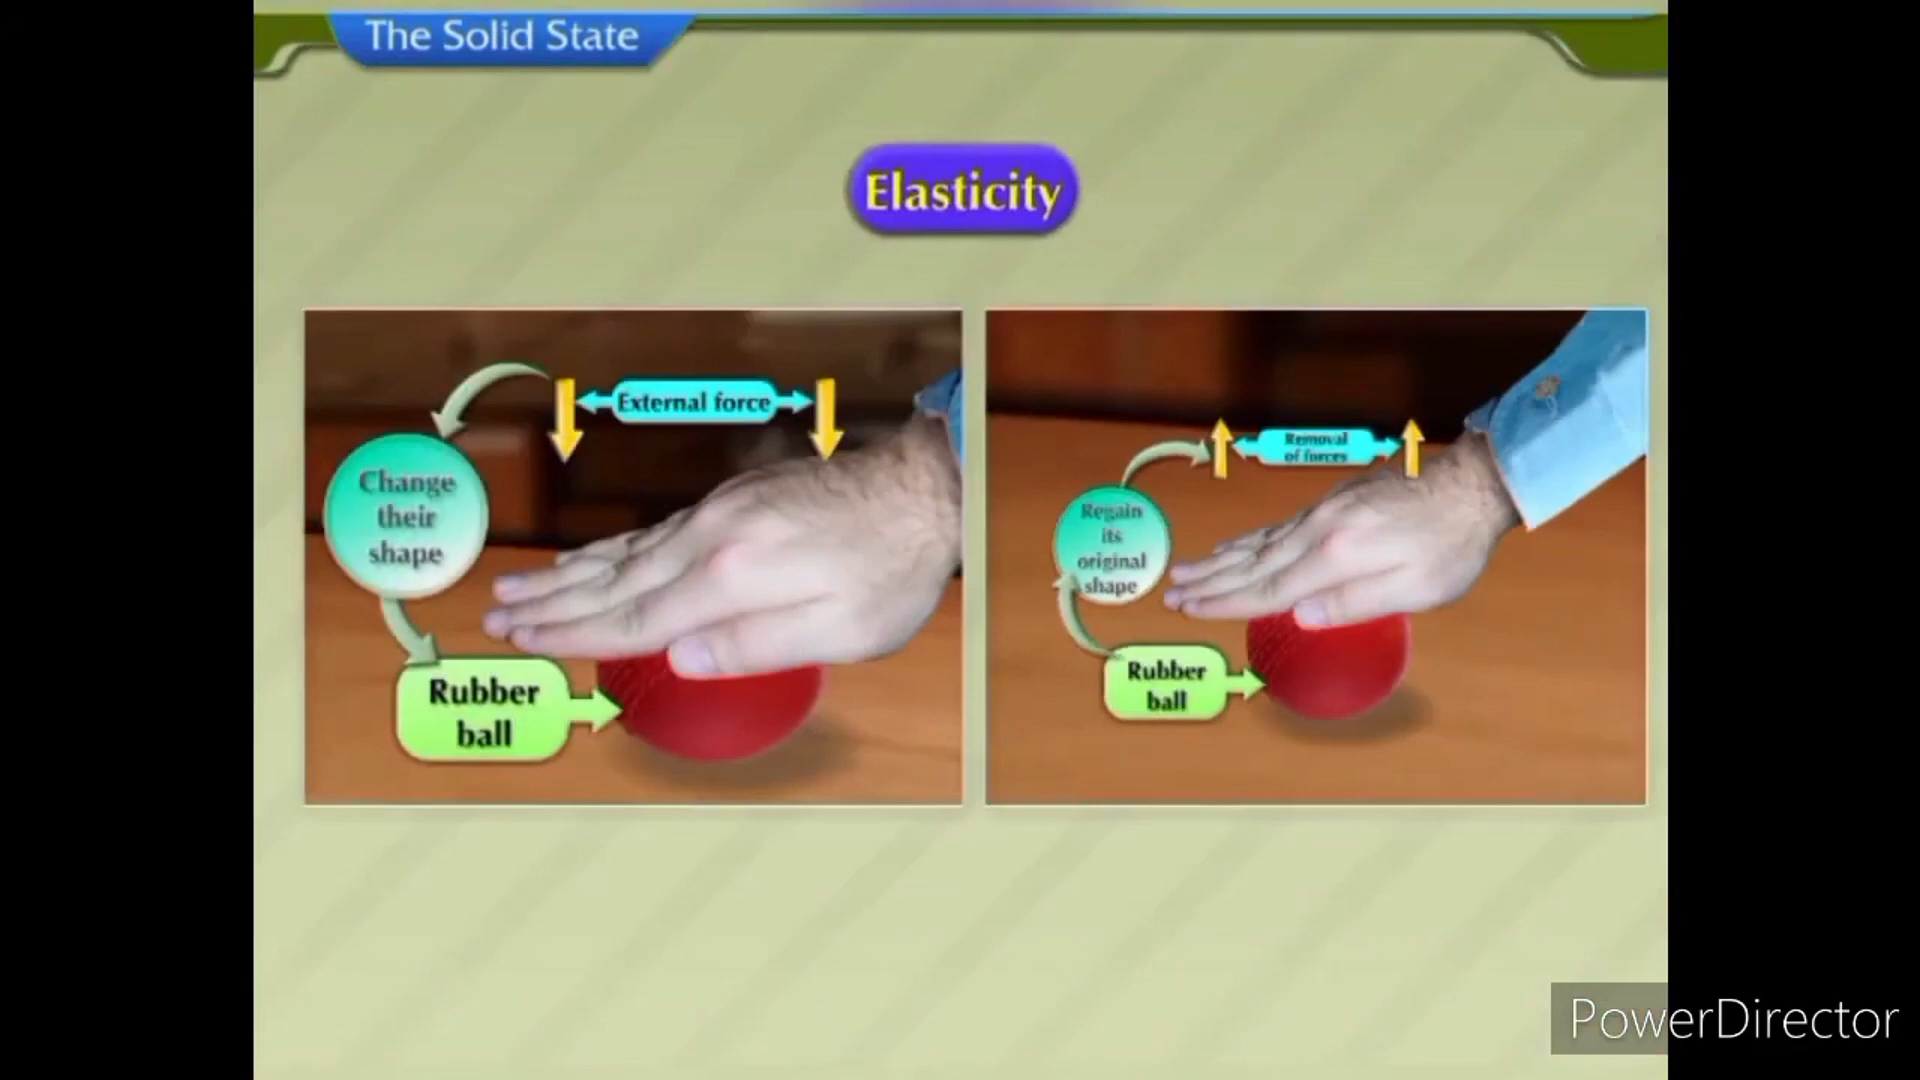 The Solid State
Elasticity
External force
Change
their
shape
Rubber
ball
Removal
of forces
Regain
its
original
shape
Rubber
ball
PowerDirector